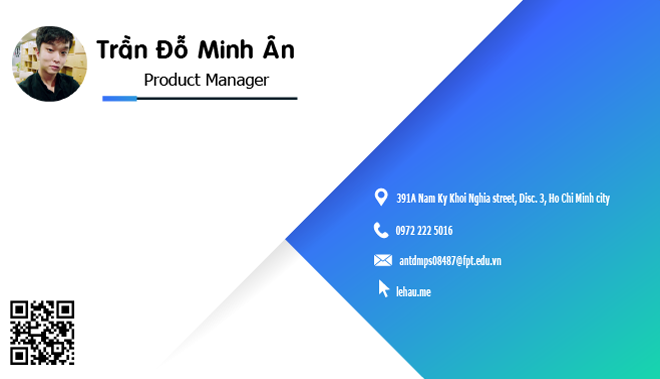 Trần Đỗ Minh Ân
Product Manager
391A Nam Ky Khoi Nghia street, Disc. 3, Ho Chi Minh city
0972 222 5016
antdmps08487@fpt.edu.vn
lehau.me